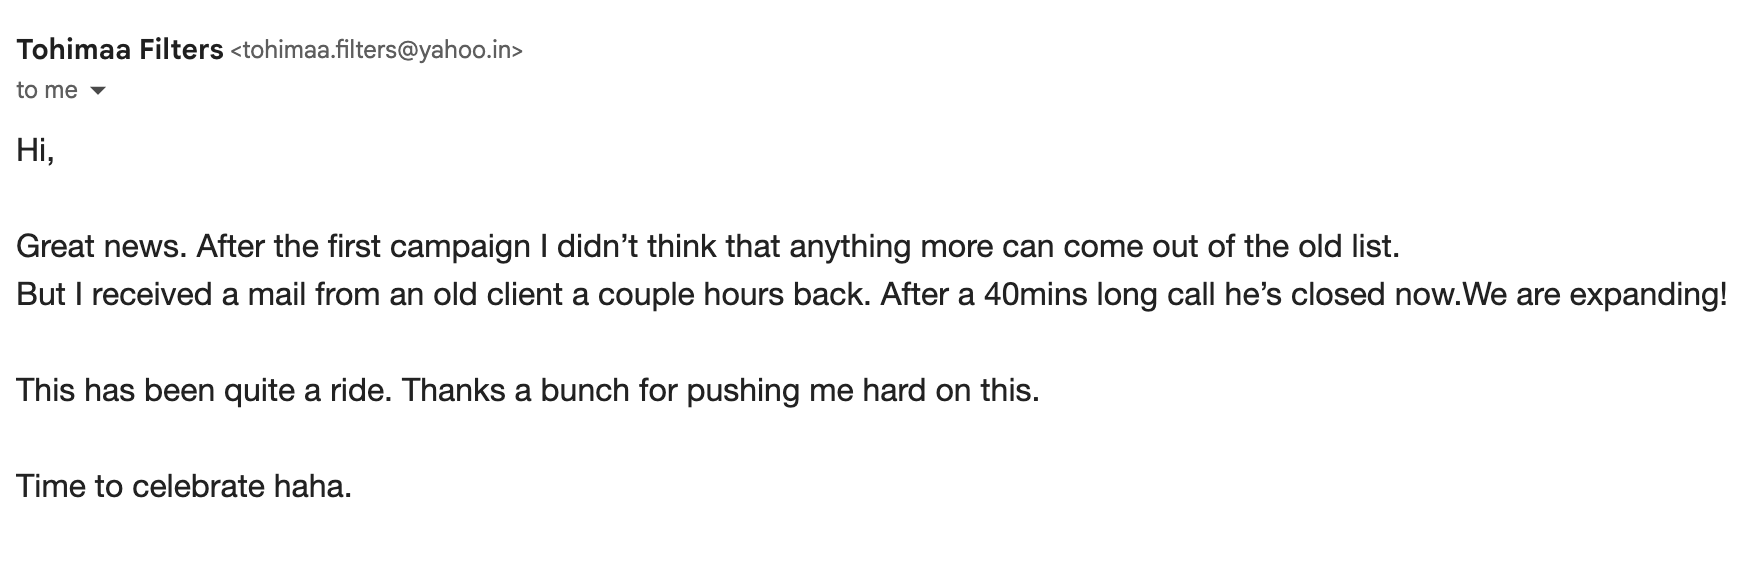 Tohimaa Filters <tohimaa.filters@yahoo.in>
to me
Hi,
Great news. After the first campaign I didn’t think that anything more can come out of the old list.
But I received a mail from an old client a couple hours back. After a 40mins long call he’s closed now.We are expanding!
This has been quite a ride. Thanks a bunch for pushing me hard on this.
Time to celebrate haha.